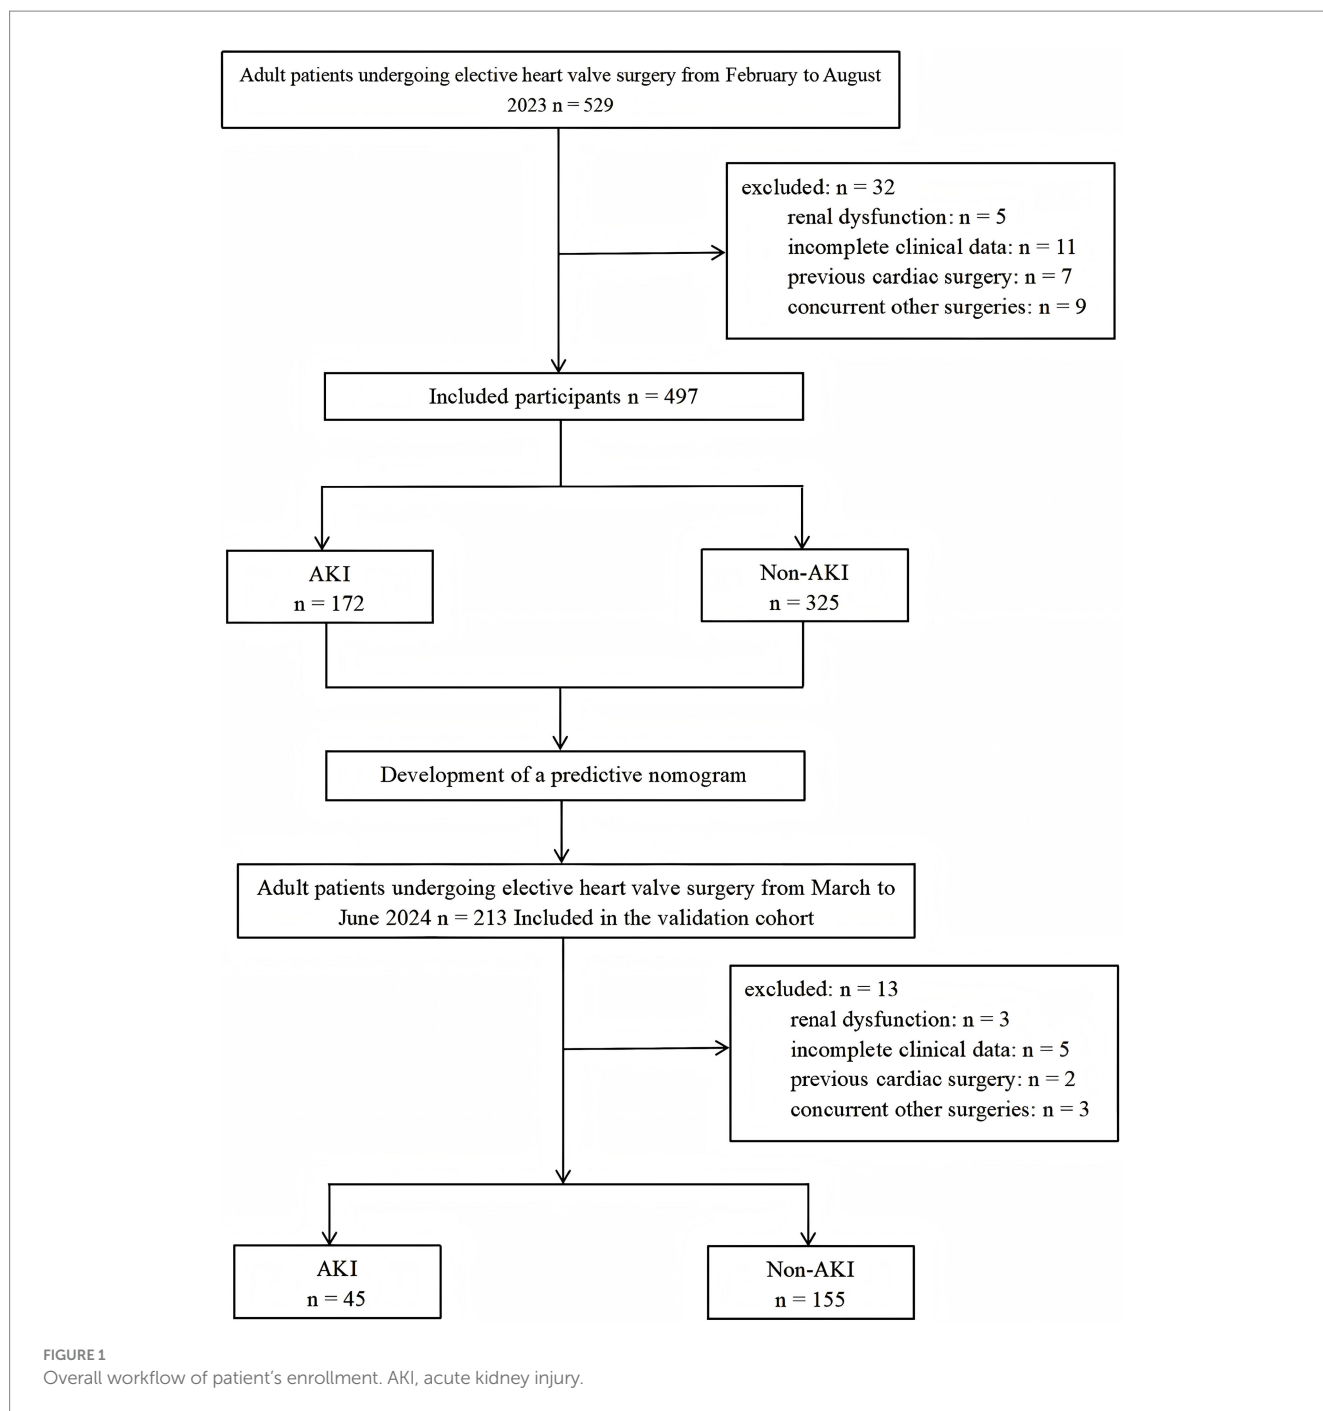 Adult patients undergoing elective heart valve surgery from February to August
2023 n = 529
excluded: n = 32
renal dysfunction: n = 5
incomplete clinical data: n = 11
previous cardiac surgery: n = 7
concurrent other surgeries: n = 9
Included participants n = 497
AKI
n = 172
Non-AKI
n = 325
Development of a predictive nomogram
Adult patients undergoing elective heart valve surgery from March to
June 2024 n = 213 Included in the validation cohort
excluded: n = 13
renal dysfunction: n = 3
incomplete clinical data: n = 5
previous cardiac surgery: n = 2
concurrent other surgeries: n = 3
AKI
n = 45
Non-AKI
n = 155
FIGURE 1
Overall workflow of patient’s enrollment. AKI, acute kidney injury.